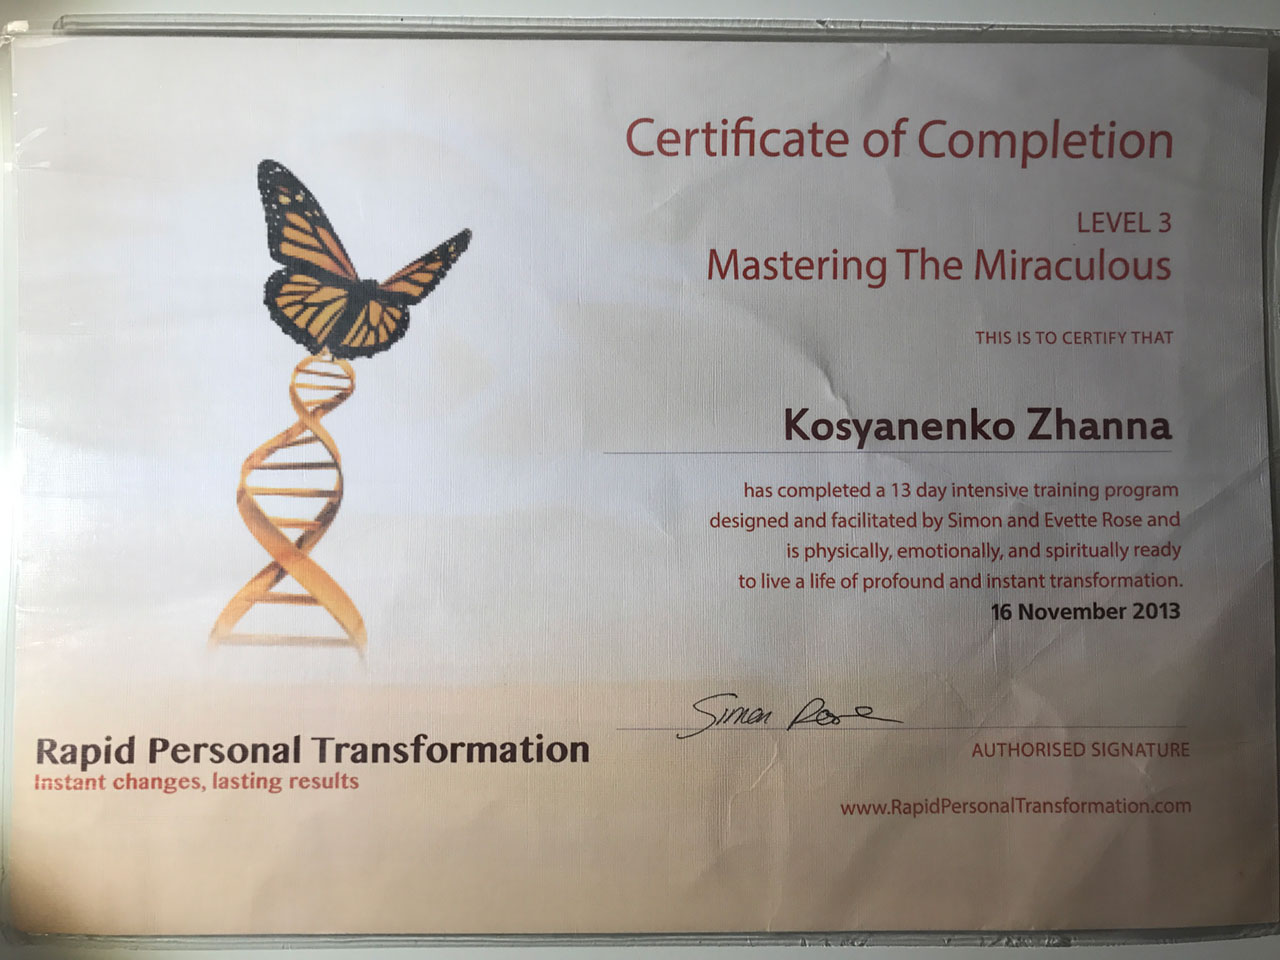 Certificate of Completion
LEVEL 3
Mastering The Miraculous
THIS IS TO CERTIFY THAT
Kosyanenko Zhanna
has completed a 13 day intensive training program
designed and facilitated by Simon and Evette Rose and
is physically, emotionally, and spiritually ready
to live a life of profound and instant transformation.
16 November 2013
Simon Rose
AUTHORISED SIGNATURE
www.RapidPersonalTransformation.com
Rapid Personal Transformation
Instant changes, lasting results